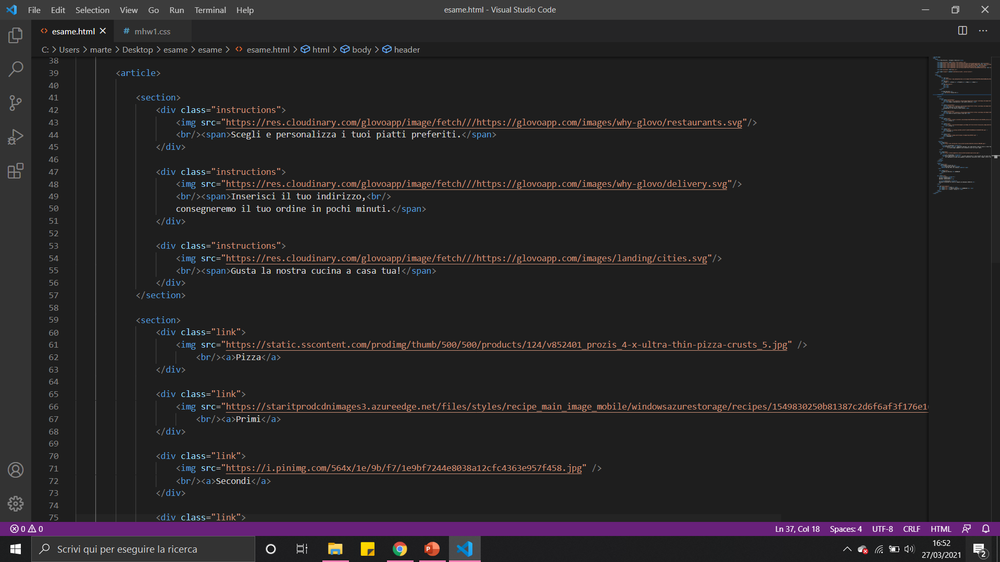 File Edit Selection View Go Run Terminal Help
esame.html - Visual Studio Code
esame.html
# mhw1.css
C: > Users > marte > Desktop > esame > esame > esame.html > html > body > header
38
39 <article>
40
41 <section>
42 <div class="instructions">
43 <img src="https://res.cloudinary.com/glovoapp/image/fetch///https://glovoapp.com/images/why-glovo/restaurants.svg"/>
44 <br/><span>Scegli e personalizza i tuoi piatti preferiti.</span>
45 </div>
46
47 <div class="instructions">
48 <img src="https://res.cloudinary.com/glovoapp/image/fetch///https://glovoapp.com/images/why-glovo/delivery.svg"/>
49 <br/><span>Inserisci il tuo indirizzo,<br/>
50 consegneremo il tuo ordine in pochi minuti.</span>
51 </div>
52
53 <div class="instructions">
54 <img src="https://res.cloudinary.com/glovoapp/image/fetch///https://glovoapp.com/images/landing/cities.svg"/>
55 <br/><span>Gusta la nostra cucina a casa tua!</span>
56 </div>
57 </section>
58
59 <section>
60 <div class="link">
61 <img src="https://static.sscontent.com/prodimg/thumb/500/500/products/124/v852401_prozis_4-x-ultra-thin-pizza-crusts_5.jpg" />
62 <br/><a>Pizza</a>
63 </div>
64
65 <div class="link">
66 <img src="https://staritprodcdnimages3.azureedge.net/files/styles/recipe_main_image_mobile/windowsazurestorage/recipes/1549830250b81387c2d6f6af3f176e1
67 <br/><a>Primi</a>
68 </div>
69
70 <div class="link">
71 <img src="https://i.pinimg.com/564x/1e/9b/f7/1e9bf7244e8038a12cfc4363e957f458.jpg" />
72 <br/><a>Secondi</a>
73 </div>
74
75 <div class="link">
0 0
Ln 37, Col 18 Spaces: 4 UTF-8 CRLF HTML
Scrivi qui per eseguire la ricerca
16:52
27/03/2021
2